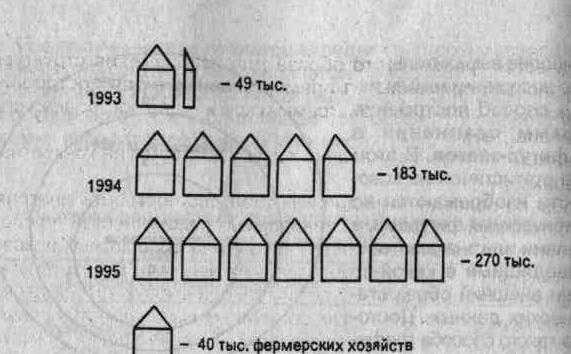 1993 – 49 тыс.
1994 – 183 тыс.
1995 – 270 тыс.
– 40 тыс. фермерских хозяйств